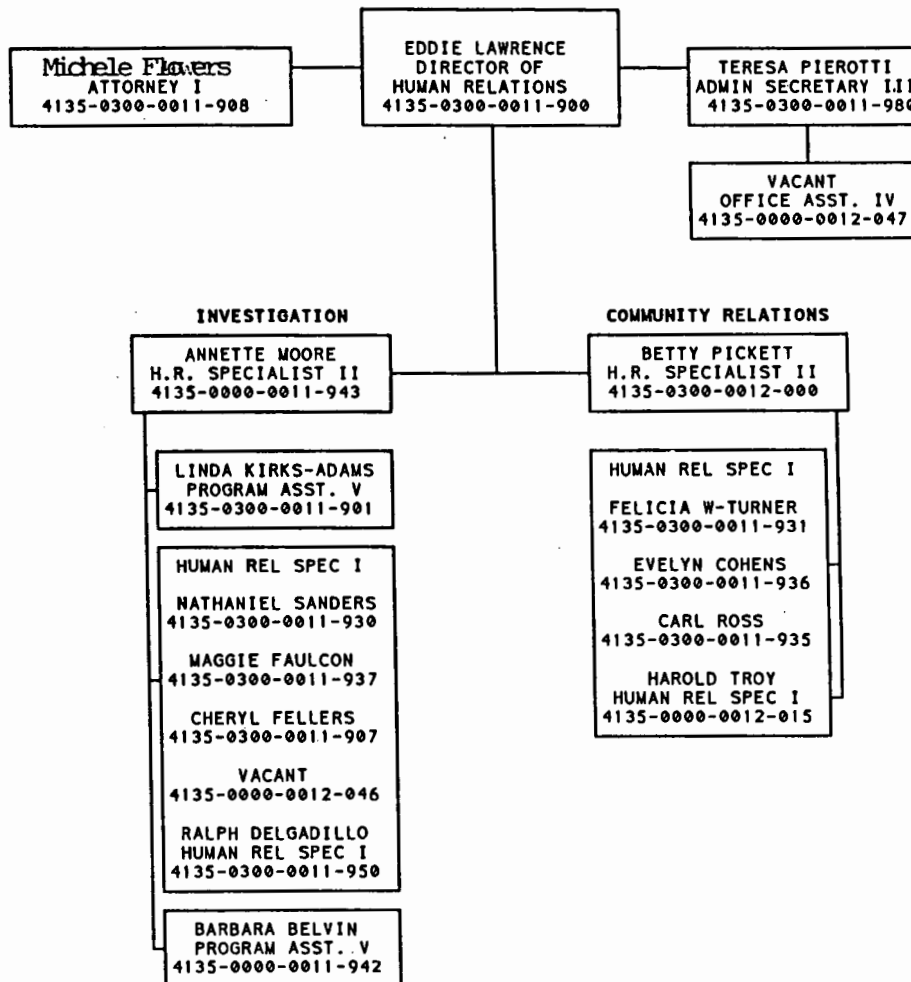 Michele Flowers
ATTORNEY I
4135-0300-0011-908
EDDIE LAWRENCE
DIRECTOR OF
HUMAN RELATIONS
4135-0300-0011-900
TERESA PIEROTTI
ADMIN SECRETARY I.II
4135-0300-0011-980
VACANT
OFFICE ASST. IV
4135-0000-0012-047
INVESTIGATION
ANNETTE MOORE
H.R. SPECIALIST II
4135-0000-0011-943
LINDA KIRKS-ADAMS
PROGRAM ASST. V
4135-0300-0011-901
HUMAN REL SPEC I
NATHANIEL SANDERS
4135-0300-0011-930
MAGGIE FAULCON
4135-0300-0011-937
CHERYL FELLERS
4135-0300-0011-907
VACANT
4135-0000-0012-046
RALPH DELGADILLO
HUMAN REL SPEC I
4135-0300-0011-950
BARBARA BELVIN
PROGRAM ASST. V
4135-0000-0011-942
COMMUNITY RELATIONS
BETTY PICKETT
H.R. SPECIALIST II
4135-0300-0012-000
HUMAN REL SPEC I
FELICIA W-TURNER
4135-0300-0011-931
EVELYN COHENS
4135-0300-0011-936
CARL ROSS
4135-0300-0011-935
HAROLD TROY
HUMAN REL SPEC I
4135-0000-0012-015